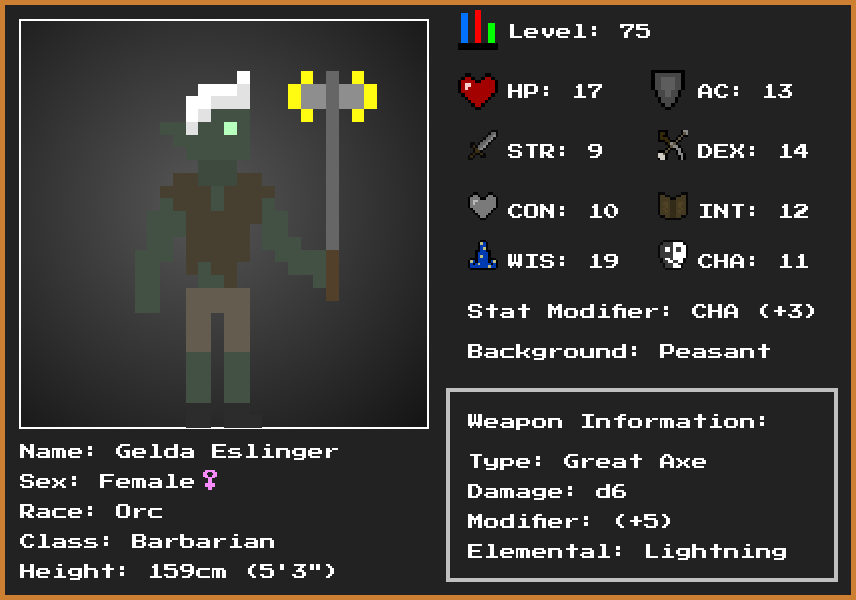 Level: 75
HP: 17
AC: 13
STR: 9
DEX: 14
CON: 10
INT: 12
WIS: 19
CHA: 11
Stat Modifier: CHA (+3)
Background: Peasant
Weapon Information:
Type: Great Axe
Damage: d6
Modifier: (+5)
Elemental: Lightning
Name: Gelda Eslinger
Sex: Female♀
Race: Orc
Class: Barbarian
Height: 159cm (5'3")